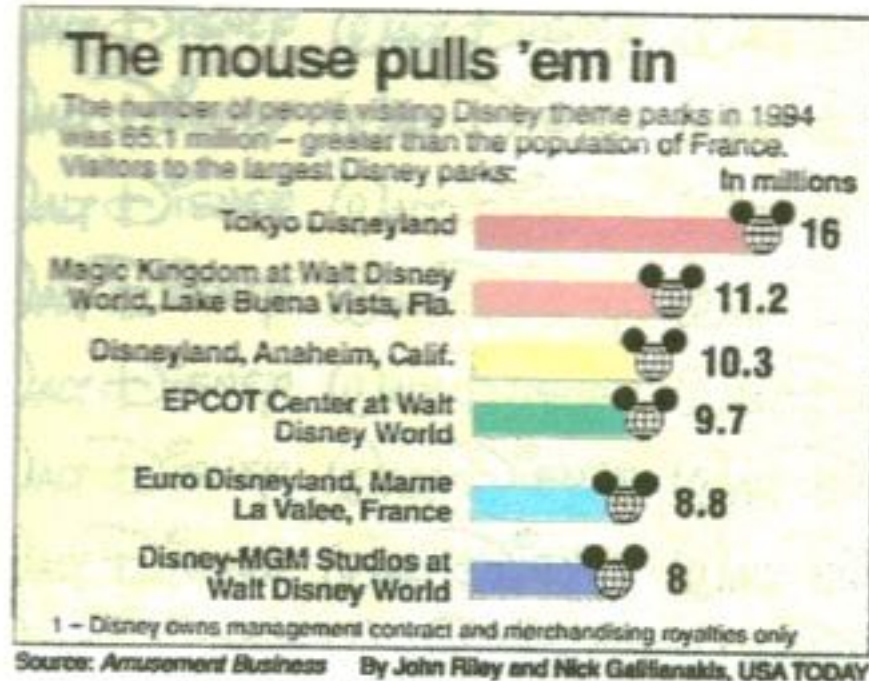 The mouse pulls 'em in
The number of people visiting Disney theme parks in 1994
was 65.1 million – greater than the population of France.
Visitors to the largest Disney parks:
In millions
Tokyo Disneyland 16
Magic Kingdom at Walt Disney
World, Lake Buena Vista, Fla. 11.2
Disneyland, Anaheim, Calif. 10.3
EPCOT Center at Walt
Disney World 9.7
Euro Disneyland, Marne
La Valee, France 8.8
Disney-MGM Studios at
Walt Disney World 8
1 – Disney owns management contract and merchandising royalties only
Source: Amusement Business By John Riley and Nick Galifianakis, USA TODAY